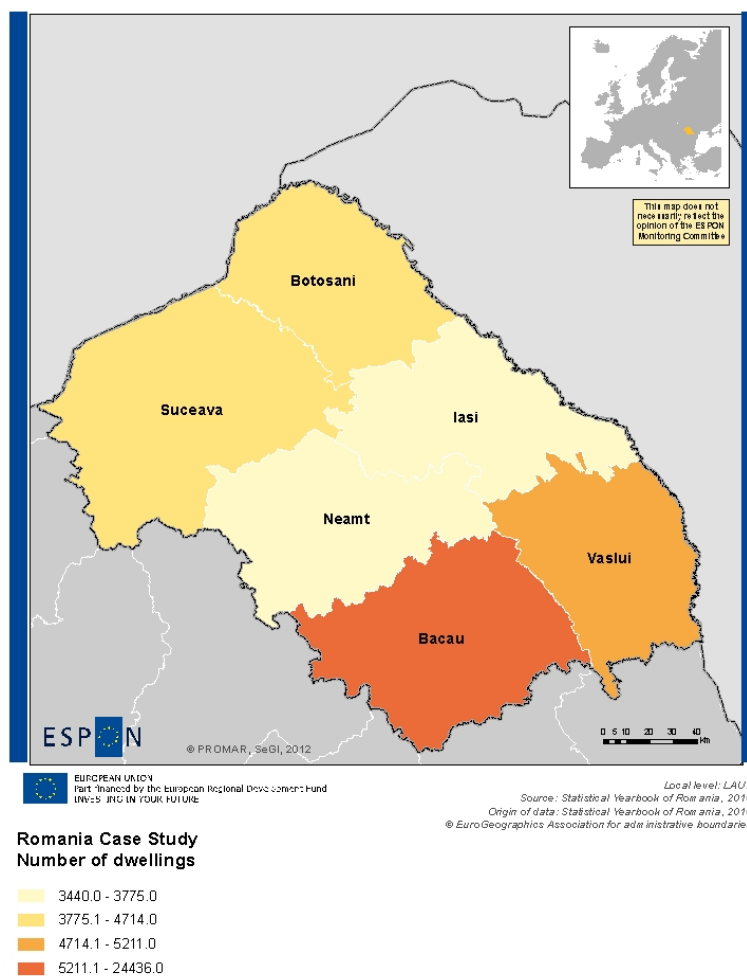 This map does not
necessarily reflect the
opinion of the ESPON
Monitoring Committee
Botosani
Suceava
Iasi
Neamt
Vaslui
Bacau
ESPON
© PROMAR, SeGI, 2012
0 5 10 20 30 40
km
EUROPEAN UNION
Part financed by the European Regional Development Fund
INVESTING IN YOUR FUTURE
Local level: LAU
Source: Statistical Yearbook of Romania, 201
Origin of data: Statistical Yearbook of Romania, 201
© EuroGeographics Association for administrative boundarie
Romania Case Study
Number of dwellings
3440.0 - 3775.0
3775.1 - 4714.0
4714.1 - 5211.0
5211.1 - 24436.0